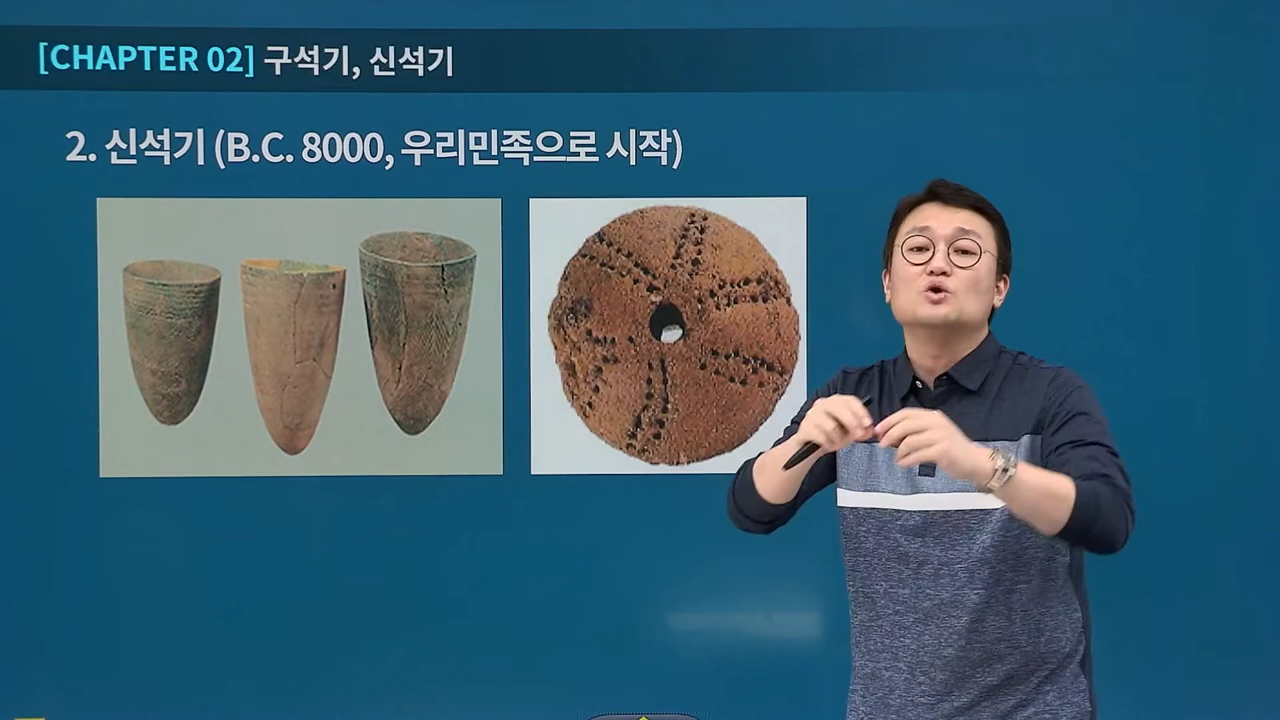 [CHAPTER 02] 구석기, 신석기
2. 신석기 (B.C. 8000, 우리민족으로 시작)